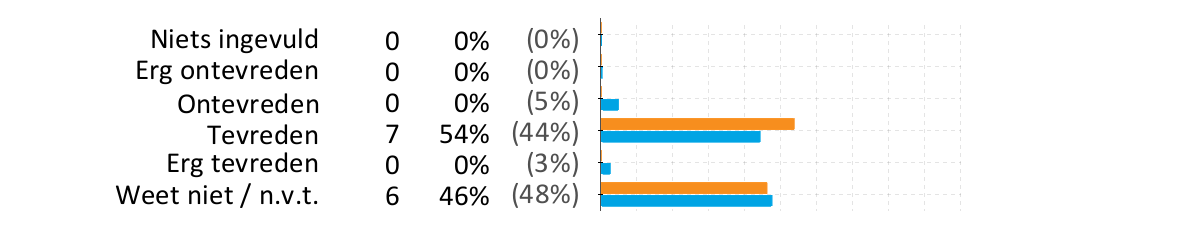 Niets ingevuld 0 0% (0%)
Erg ontevreden 0 0% (0%)
Ontevreden 0 0% (5%)
Tevreden 7 54% (44%)
Erg tevreden 0 0% (3%)
Weet niet / n.v.t. 6 46% (48%)